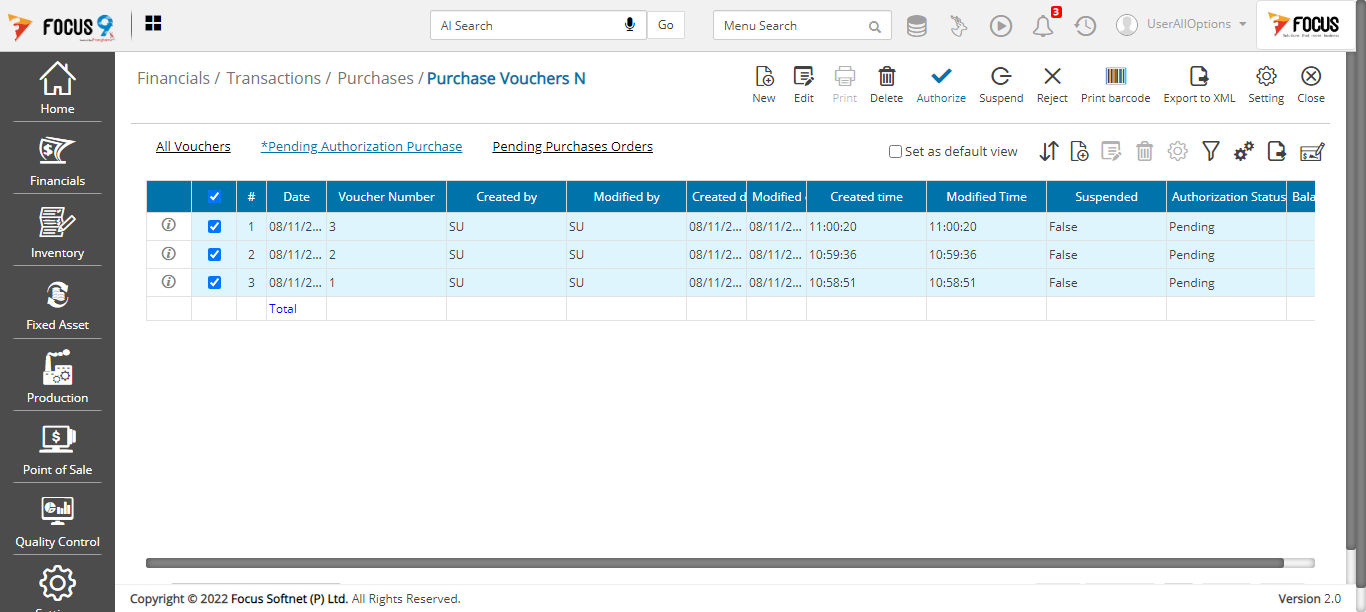 FOCUS 9
AI Search
Go
Menu Search
3
UserAllOptions
FOCUS
Home
Financials
Inventory
Fixed Asset
Production
Point of Sale
Quality Control
Financials / Transactions / Purchases / Purchase Vouchers N
New Edit Print Delete Authorize Suspend Reject Print barcode Export to XML Setting Close
All Vouchers *Pending Authorization Purchase Pending Purchases Orders
Set as default view
# Date Voucher Number Created by Modified by Created d Modified Created time Modified Time Suspended Authorization Status Bala
1 08/11/2... 3 SU SU 08/11/2... 08/11/2... 11:00:20 11:00:20 False Pending
2 08/11/2... 2 SU SU 08/11/2... 08/11/2... 10:59:36 10:59:36 False Pending
3 08/11/2... 1 SU SU 08/11/2... 08/11/2... 10:58:51 10:58:51 False Pending
Total
Copyright © 2022 Focus Softnet (P) Ltd. All Rights Reserved.
Version 2.0